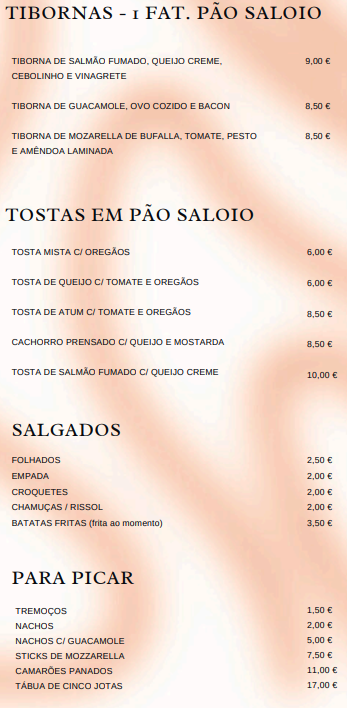 TIBORNAS - 1 FAT. PÃO SALOIO
TIBORNA DE SALMÃO FUMADO, QUEIJO CREME, 9,00 €
CEBOLINHO E VINAGRETE
TIBORNA DE GUACAMOLE, OVO COZIDO E BACON 8,50 €
TIBORNA DE MOZARELLA DE BUFALLA, TOMATE, PESTO 8,50 €
E AMÊNDOA LAMINADA
TOSTAS EM PÃO SALOIO
TOSTA MISTA C/ OREGÃOS 6,00 €
TOSTA DE QUEIJO C/ TOMATE E OREGÃOS 6,00 €
TOSTA DE ATUM C/ TOMATE E OREGÃOS 8,50 €
CACHORRO PRENSADO C/ QUEIJO E MOSTARDA 8,50 €
TOSTA DE SALMÃO FUMADO C/ QUEIJO CREME 10,00 €
SALGADOS
FOLHADOS 2,50 €
EMPADA 2,00 €
CROQUETES 2,00 €
CHAMUÇAS / RISSOL 2,00 €
BATATAS FRITAS (frita ao momento) 3,50 €
PARA PICAR
TREMOÇOS 1,50 €
NACHOS 2,00 €
NACHOS C/ GUACAMOLE 5,00 €
STICKS DE MOZZARELLA 7,50 €
CAMARÕES PANADOS 11,00 €
TÁBUA DE CINCO JOTAS 17,00 €